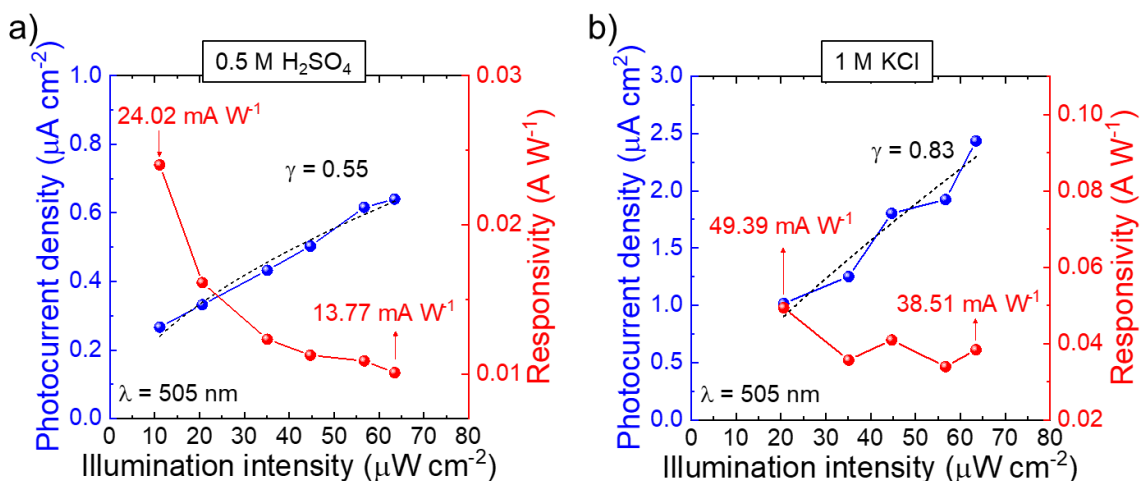 a)
0.5 M H₂SO₄
Photocurrent density (μA cm⁻²)
1.0
0.8
0.6
0.4
0.2
0.0
24.02 mA W⁻¹
γ = 0.55
13.77 mA W⁻¹
λ = 505 nm
0.03
0.02
0.01
Responsivity (A W⁻¹)
0 10 20 30 40 50 60 70 80
Illumination intensity (μW cm⁻²)
b)
1 M KCl
Photocurrent density (μA cm²)
3.0
2.5
2.0
1.5
1.0
0.5
0.0
γ = 0.83
49.39 mA W⁻¹
38.51 mA W⁻¹
λ = 505 nm
0.10
0.08
0.06
0.04
0.02
Responsivity (A W⁻¹)
0 10 20 30 40 50 60 70 80
Illumination intensity (μW cm⁻²)